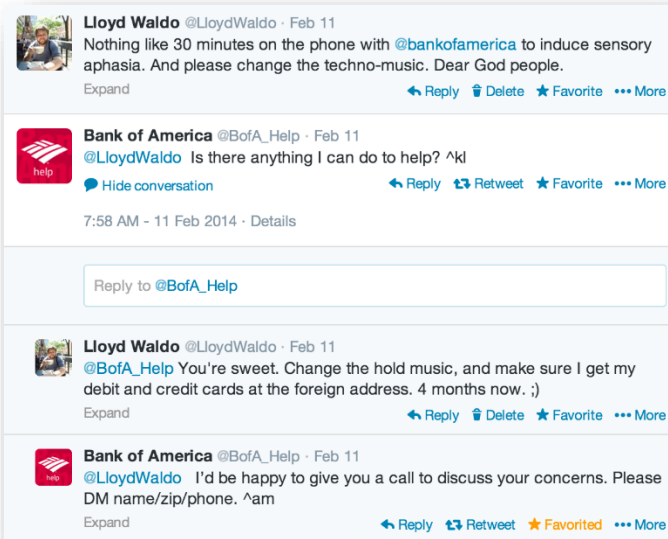 Lloyd Waldo @LloydWaldo · Feb 11
Nothing like 30 minutes on the phone with @bankofamerica to induce sensory
aphasia. And please change the techno-music. Dear God people.
Expand Reply Delete Favorite More
Bank of America @BofA_Help · Feb 11
@LloydWaldo Is there anything I can do to help? ^kl
help
Hide conversation Reply Retweet Favorite More
7:58 AM - 11 Feb 2014 · Details
Reply to @BofA_Help
Lloyd Waldo @LloydWaldo · Feb 11
@BofA_Help You're sweet. Change the hold music, and make sure I get my
debit and credit cards at the foreign address. 4 months now. ;)
Expand Reply Delete Favorite More
Bank of America @BofA_Help · Feb 11
@LloydWaldo I'd be happy to give you a call to discuss your concerns. Please
help
DM name/zip/phone. ^am
Expand Reply Retweet Favorited More